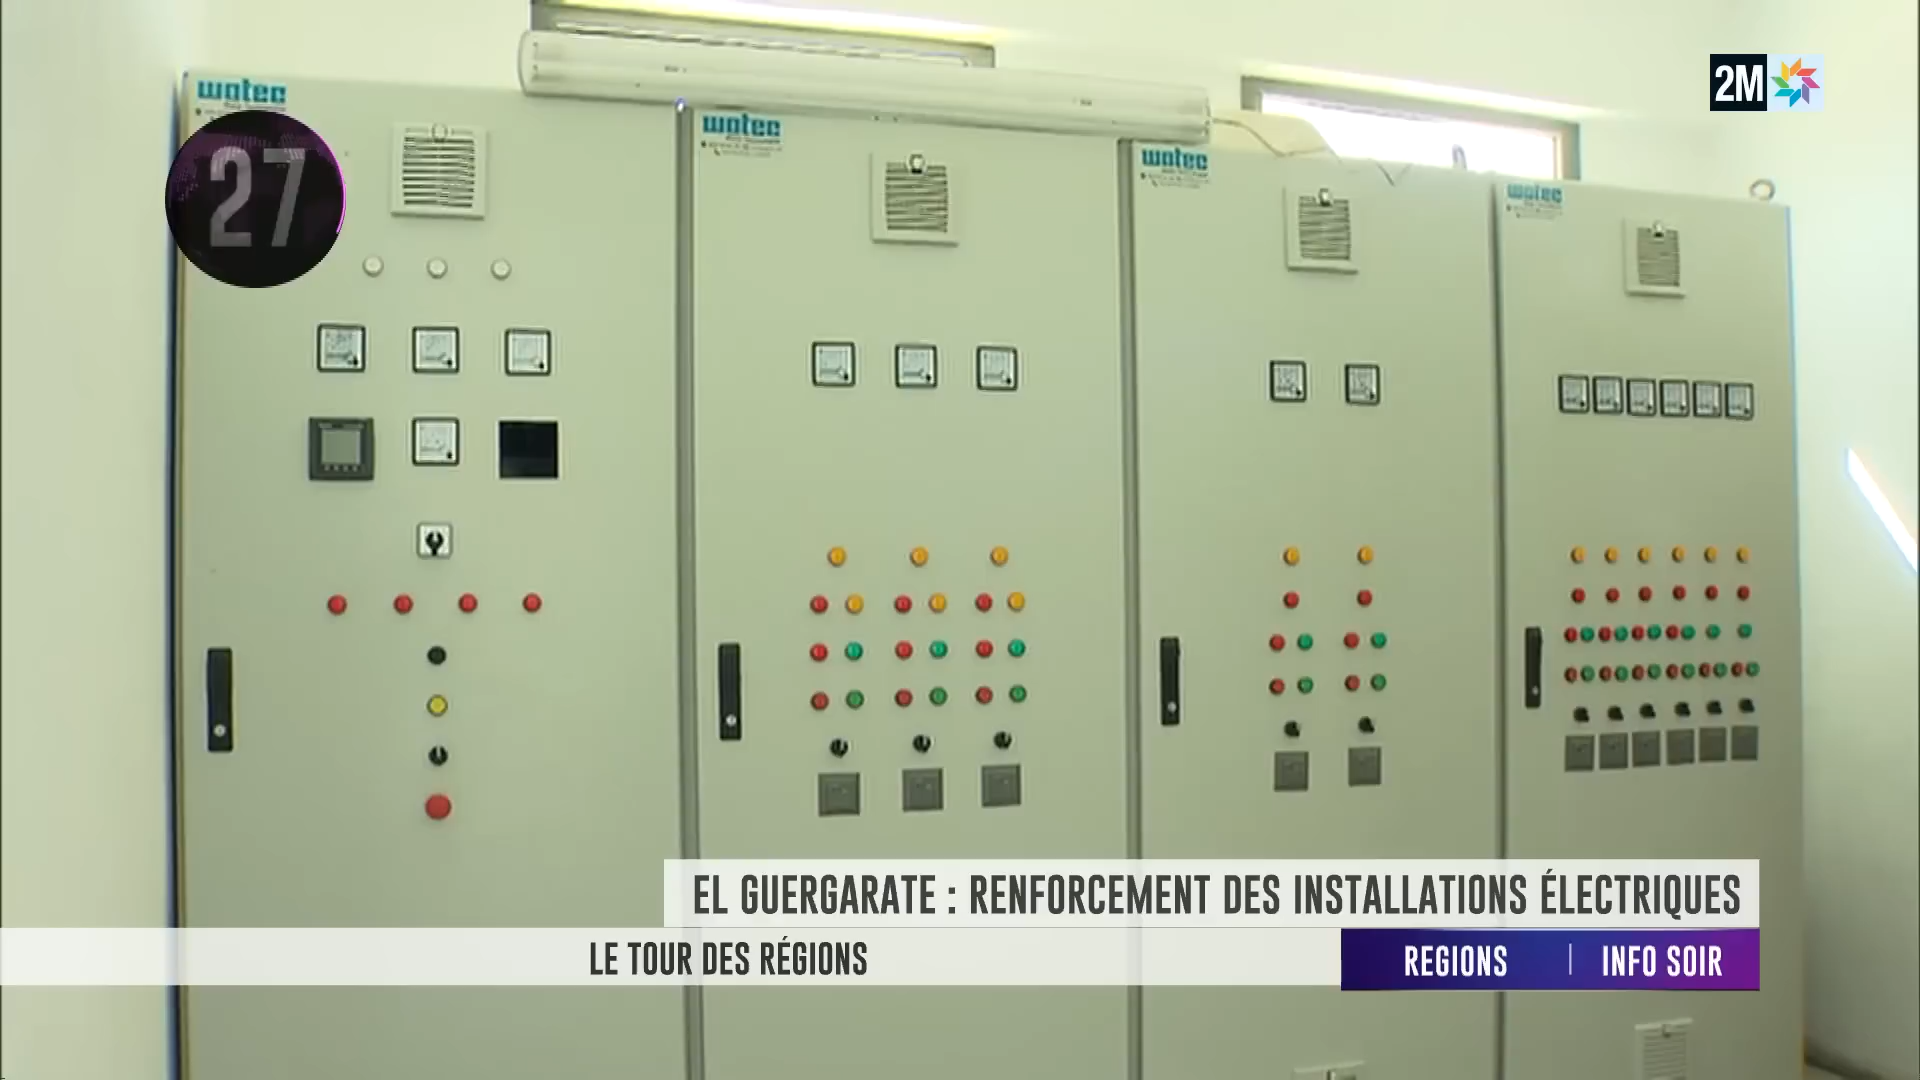 2M
watec
watec
watec
watec
27
EL GUERGARATE : RENFORCEMENT DES INSTALLATIONS ÉLECTRIQUES
LE TOUR DES RÉGIONS
REGIONS | INFO SOIR